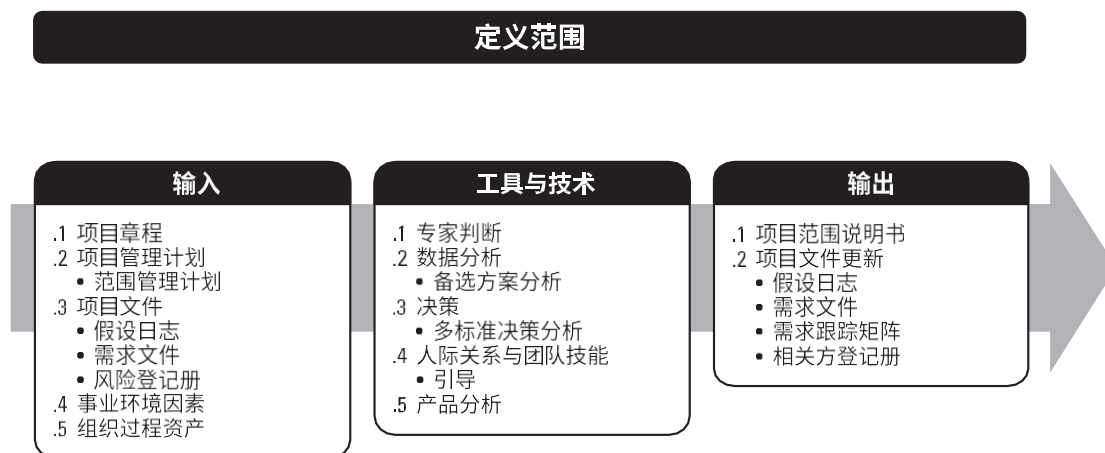 定义范围
输入
.1 项目章程
.2 项目管理计划
• 范围管理计划
.3 项目文件
• 假设日志
• 需求文件
• 风险登记册
.4 事业环境因素
.5 组织过程资产
工具与技术
.1 专家判断
.2 数据分析
• 备选方案分析
.3 决策
• 多标准决策分析
.4 人际关系与团队技能
• 引导
.5 产品分析
输出
.1 项目范围说明书
.2 项目文件更新
• 假设日志
• 需求文件
• 需求跟踪矩阵
• 相关方登记册